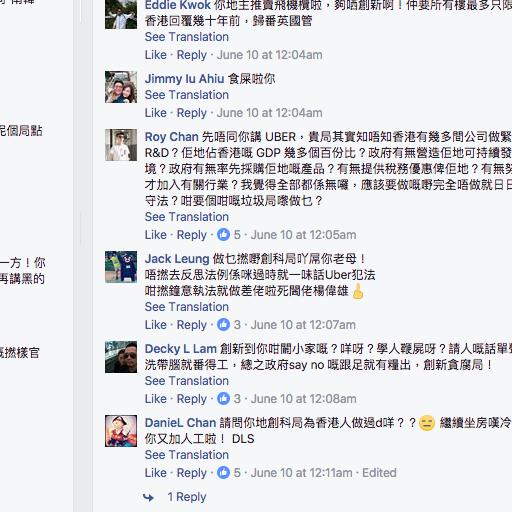 呢個局點
一方！你
再講黑的
嘅撚樣官
Eddie Kwok 你地主推賣飛機欖啦，夠晒創新啊！仲要所有樓最多只限
香港回覆幾十年前，歸番英國管
See Translation
Like · Reply · June 10 at 12:04am
Jimmy Iu Ahiu 食屎啦你
See Translation
Like · Reply · June 10 at 12:04am
Roy Chan 先唔同你講 UBER，貴局其實知唔知香港有幾多間公司做緊
R&D？佢地佔香港嘅 GDP 幾多個百份比？政府有無營造佢地可持續發
境？政府有無率先採購佢地嘅產品？有無提供稅務優惠俾佢地？有無
才加入有關行業？我覺得全部都係無囉，應該要做嘅嘢完全唔做就日日
守法？咁要個咁嘅垃圾局嚟做乜？
See Translation
Like · Reply · 5 · June 10 at 12:05am
Jack Leung 做乜撚嘢創科局吖屌你老母！
唔撚去反思法例係咪過時就一味話Uber犯法
咁撚鐘意執法就做差佬啦死閪佬楊偉雄🖕
See Translation
Like · Reply · 3 · June 10 at 12:07am
Decky L Lam 創新到你咁閪小家嘅？咩呀？學人鞭屍呀？請人嘅話單
洗帶腦就番得工，總之政府say no 嘅跟足就有糧出，創新貪腐局！
See Translation
Like · Reply · 3 · June 10 at 12:08am
DanieL Chan 請問你地創科局為香港人做過d咩？？😑 繼續坐房嘆冷
你又加人工啦！ DLS
See Translation
Like · Reply · 5 · June 10 at 12:11am · Edited
1 Reply